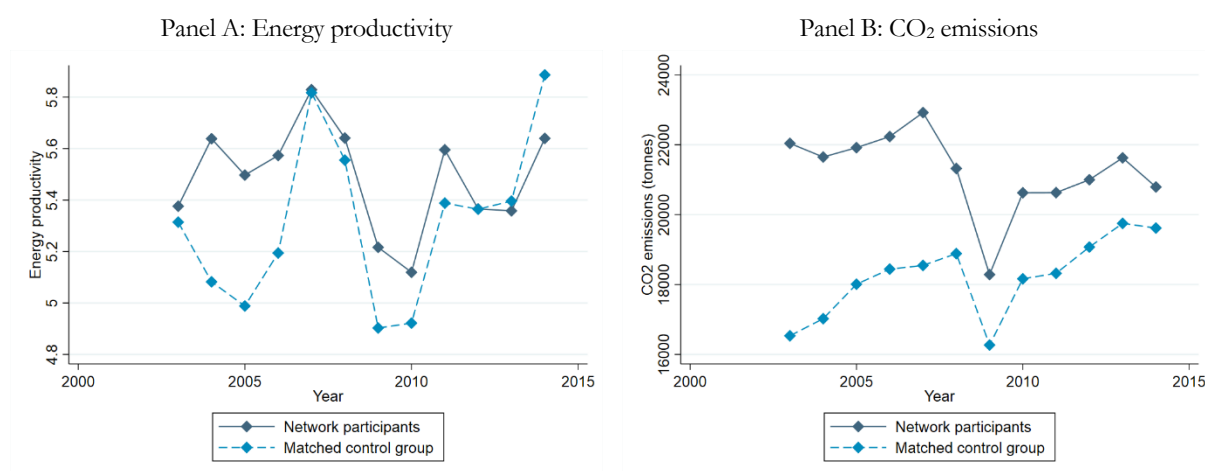 Panel A: Energy productivity
Energy productivity
5.8
5.6
5.4
5.2
5
4.8
2000 2005 2010 2015
Year
Network participants
Matched control group
Panel B: CO₂ emissions
CO2 emissions (tonnes)
24000
22000
20000
18000
16000
2000 2005 2010 2015
Year
Network participants
Matched control group